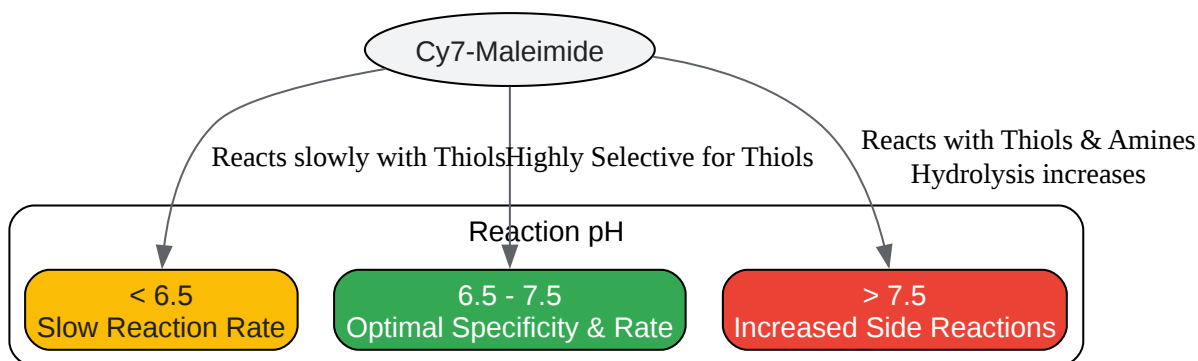 Cy7-Maleimide
Reacts slowly with Thiols
Highly Selective for Thiols
Reacts with Thiols & Amines
Hydrolysis increases
Reaction pH
< 6.5
Slow Reaction Rate
6.5 - 7.5
Optimal Specificity & Rate
> 7.5
Increased Side Reactions